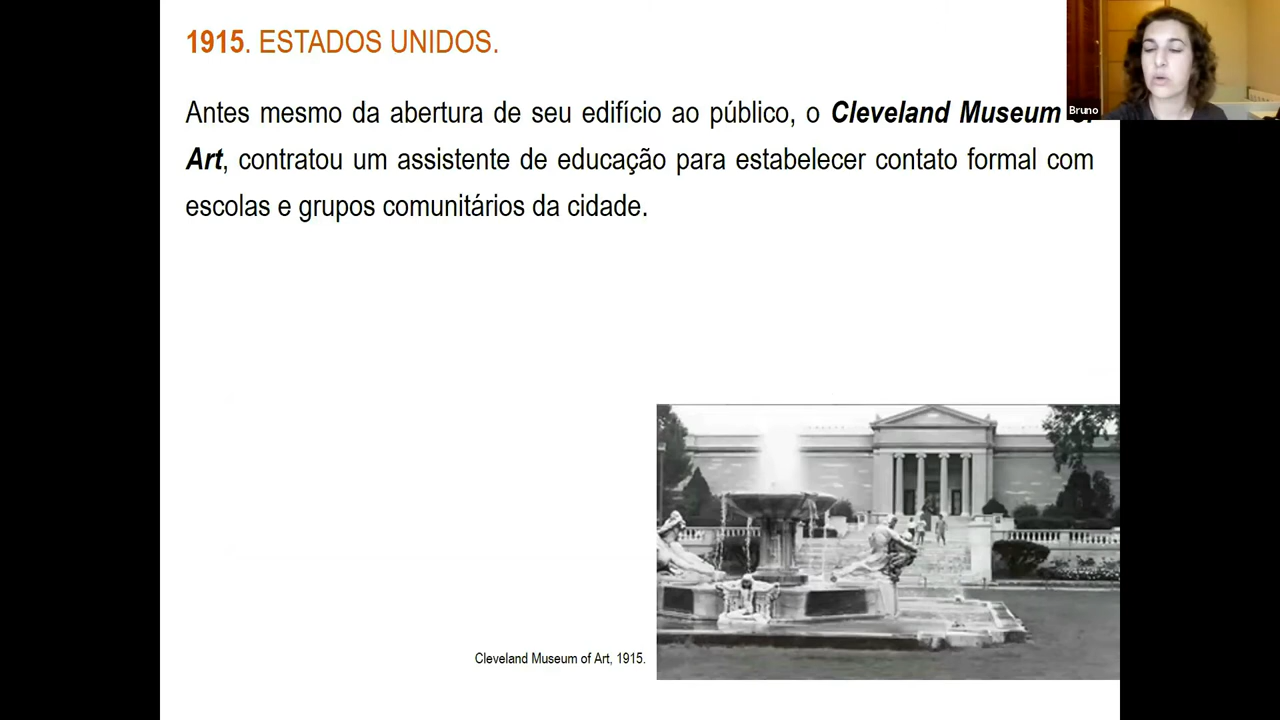 1915. ESTADOS UNIDOS.
Antes mesmo da abertura de seu edifício ao público, o Cleveland Museum of
Art, contratou um assistente de educação para estabelecer contato formal com
escolas e grupos comunitários da cidade.
Cleveland Museum of Art, 1915.
Bruno